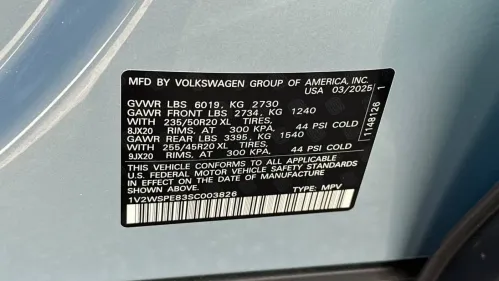 MFD BY VOLKSWAGEN GROUP OF AMERICA, INC.
USA 03/2025
GVWR LBS 6019, KG 2730
GAWR FRONT LBS 2734, KG 1240
WITH 235/50R20 XL TIRES,
8JX20 RIMS, AT 300 KPA, 44 PSI COLD
GAWR REAR LBS 3395, KG 1540
WITH 255/45R20 XL TIRES,
9JX20 RIMS, AT 300 KPA, 44 PSI COLD
THIS VEHICLE CONFORMS TO ALL APPLICABLE
U.S. FEDERAL MOTOR VEHICLE SAFETY STANDARDS
IN EFFECT ON THE DATE OF MANUFACTURE
SHOWN ABOVE.
1V2WSPE83SC003826 TYPE: MPV
1148126 1